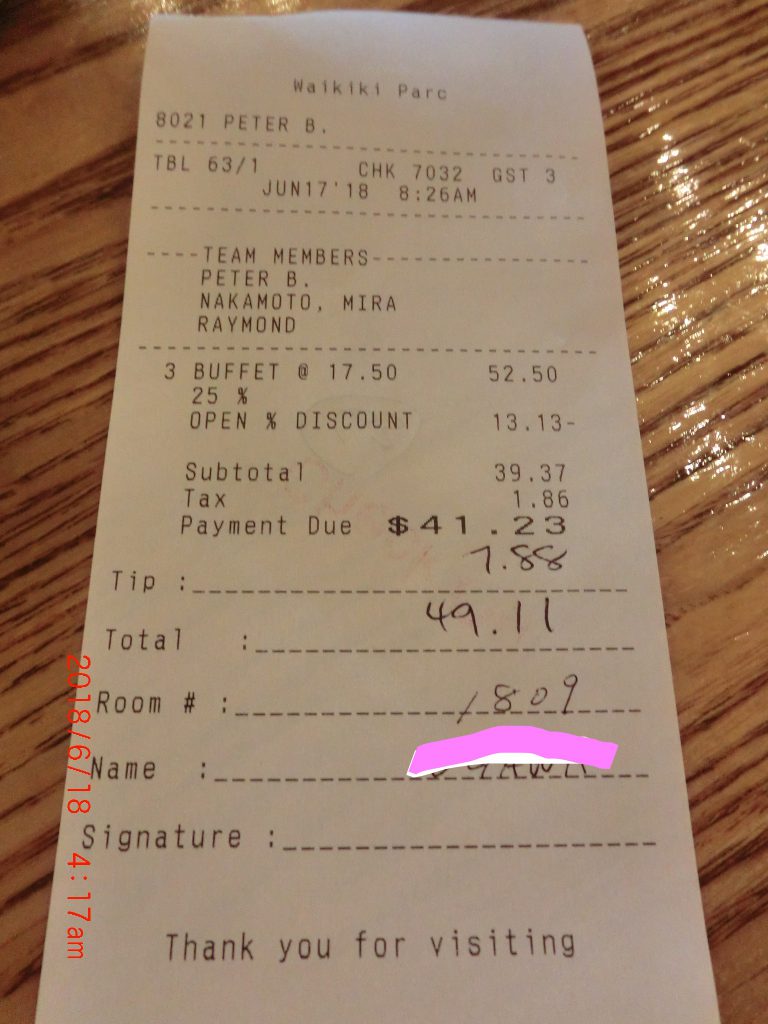 Waikiki Parc
8021 PETER B.
TBL 63/1 CHK 7032 GST 3
JUN17'18 8:26AM
----TEAM MEMBERS----------------
PETER B.
NAKAMOTO, MIRA
RAYMOND
3 BUFFET @ 17.50 52.50
25 %
OPEN % DISCOUNT 13.13-
Subtotal 39.37
Tax 1.86
Payment Due $41.23
Tip : 7.88
Total : 49.11
Room # : 1809
Name :
Signature :
Thank you for visiting
2018/6/18 4:17am